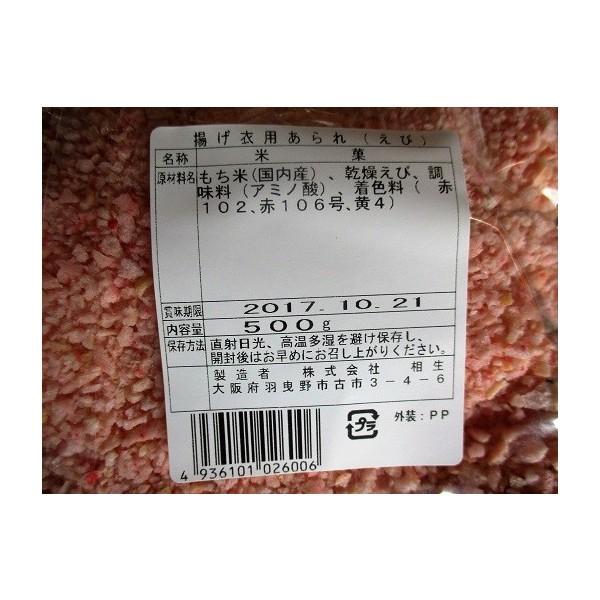 揚げ衣用あられ（えび）
名称 米菓
原材料名 もち米（国内産）、乾燥えび、調
味料（アミノ酸）、着色料（ 赤
102、赤106号、黄4）
賞味期限 2017.10.21
内容量 500g
保存方法 直射日光、高温多湿を避け保存し、
開封後はお早めにお召し上がりください。
製造者 株式会社 相生
大阪府羽曳野市古市3-4-6
プラ 外装：PP
4 936101 026006